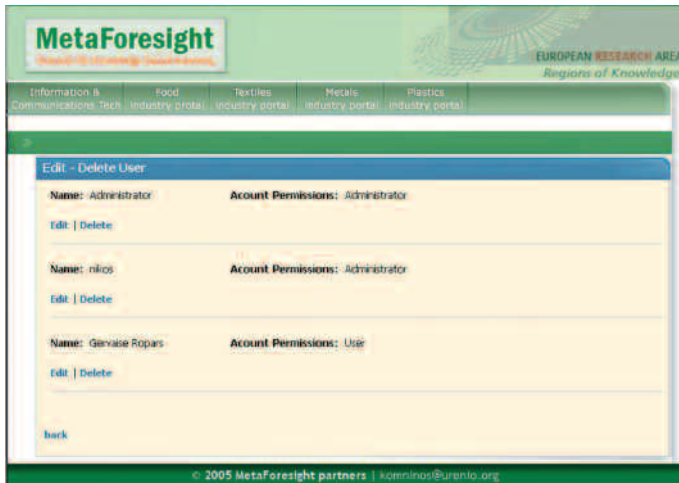 MetaForesight
EUROPEAN RESEARCH AREA
Regions of Knowledge
Information & Communications Tech
Food industry protal
Textiles industry portal
Metals industry portal
Plastics industry portal
Edit - Delete User
Name: Administrator Acount Permissions: Administrator
Edit | Delete
Name: nikos Acount Permissions: Administrator
Edit | Delete
Name: Gervaise Ropars Acount Permissions: User
Edit | Delete
back
© 2005 MetaForesight partners | komninos@urenio.org